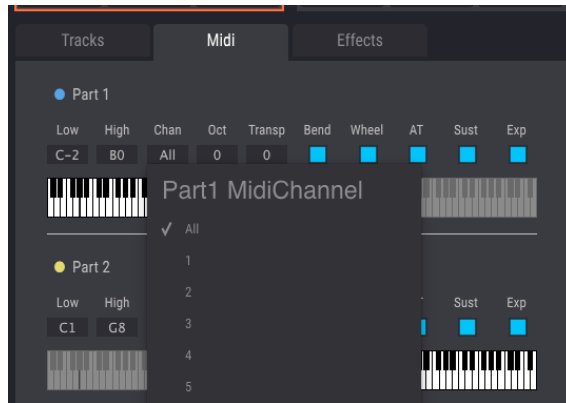 Tracks Midi Effects
Part 1
Low High Chan Oct Transp Bend Wheel AT Sust Exp
C-2 B0 All 0 0
Part1 MidiChannel
✓ All
1
Part 2
2
Low High Sust Exp
C1 G8
3
4
5